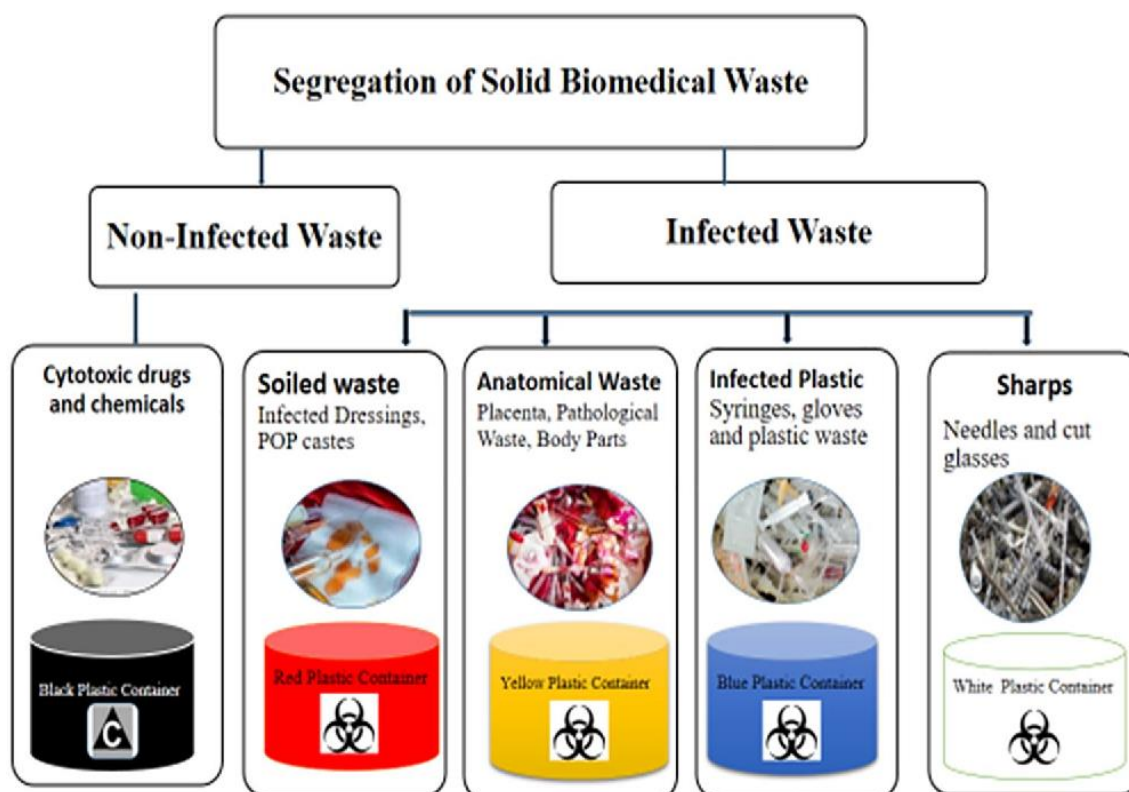 Segregation of Solid Biomedical Waste
Non-Infected Waste
Infected Waste
Cytotoxic drugs
and chemicals
Black Plastic Container
C
Soiled waste
Infected Dressings,
POP castes
Red Plastic Container
Anatomical Waste
Placenta, Pathological
Waste, Body Parts
Yellow Plastic Container
Infected Plastic
Syringes, gloves
and plastic waste
Blue Plastic Container
Sharps
Needles and cut
glasses
White Plastic Container